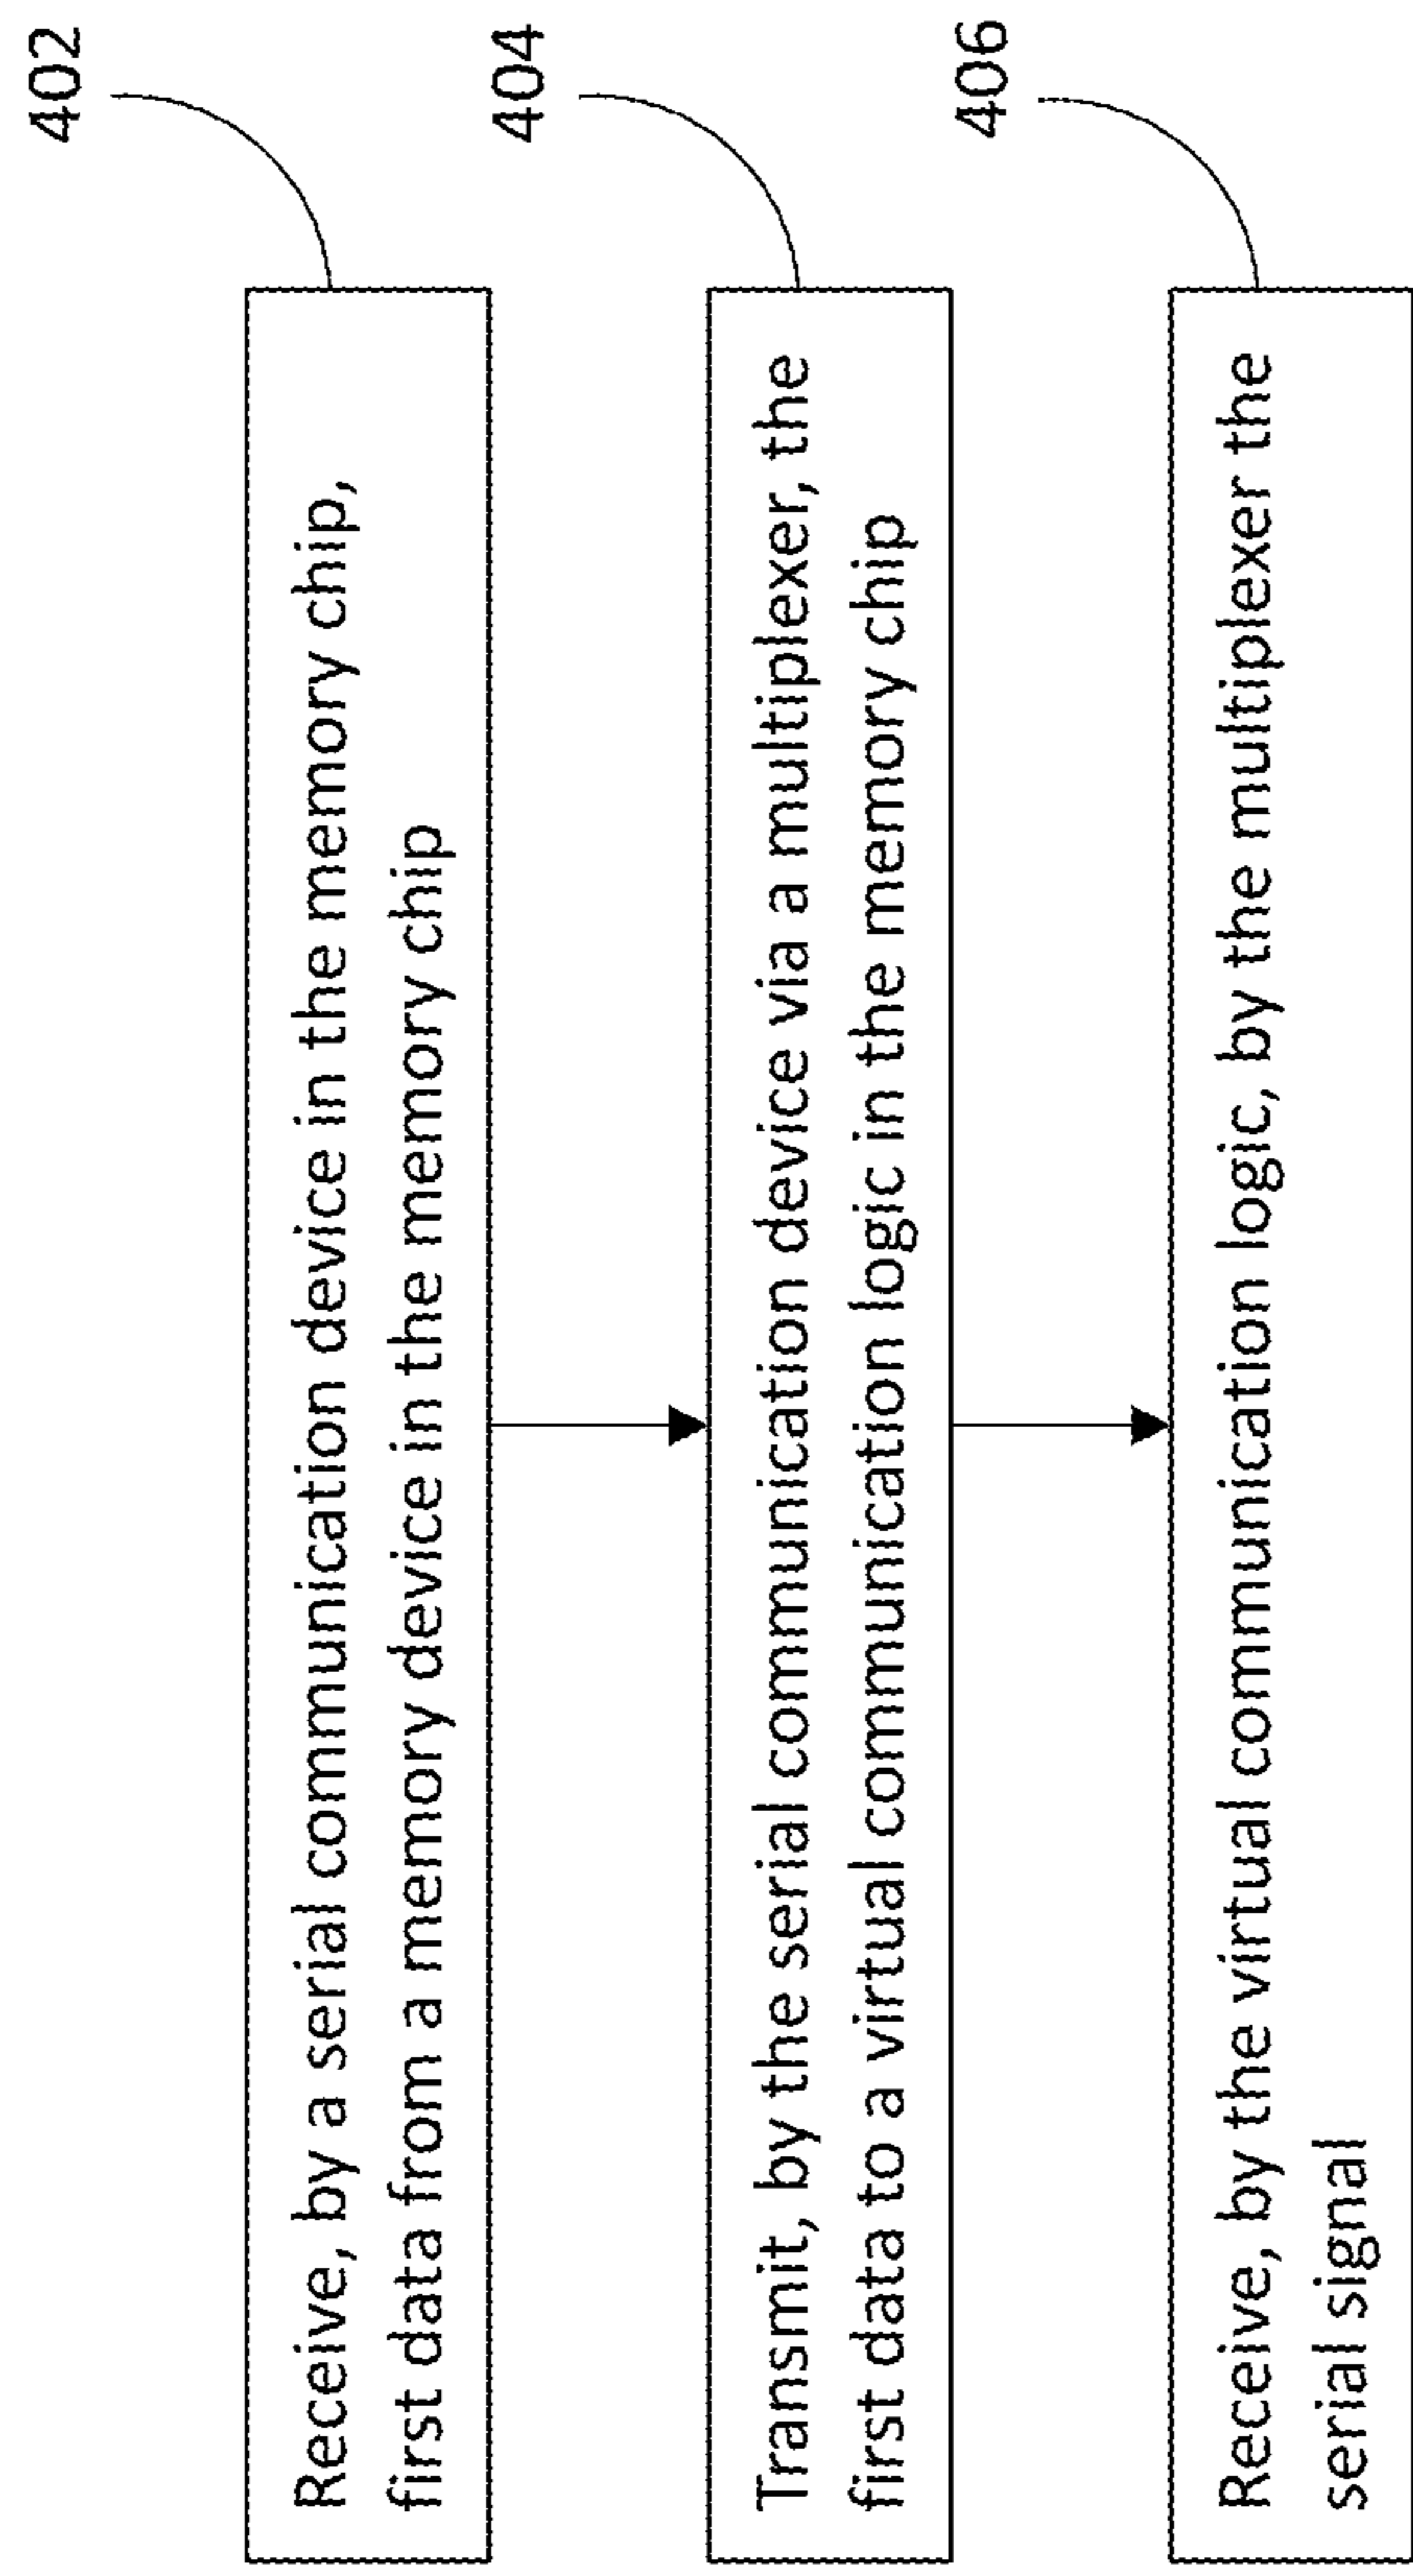 402
Receive, by a serial communication device in the memory chip,
first data from a memory device in the memory chip
404
Transmit, by the serial communication device via a multiplexer, the
first data to a virtual communication logic in the memory chip
406
Receive, by the virtual communication logic, by the multiplexer the
serial signal